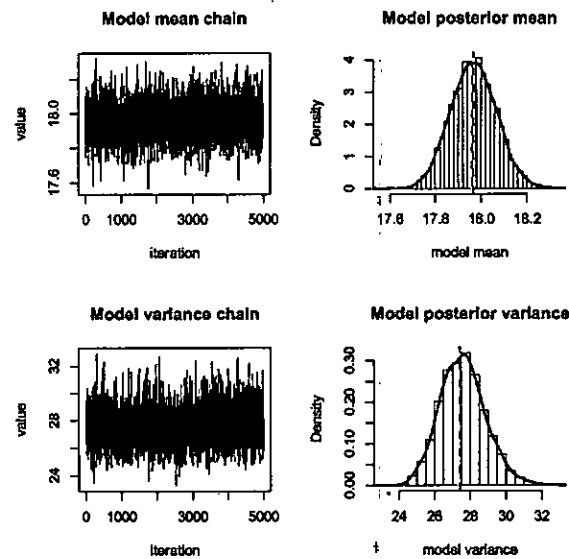 Model mean chain
value
18.0
17.6
0 1000 3000 5000
iteration
Model posterior mean
Density
4
3
2
1
0
17.6 17.8 18.0 18.2
model mean
Model variance chain
value
32
28
24
0 1000 3000 5000
iteration
Model posterior variance
Density
0.30
0.20
0.10
0.00
24 26 28 30 32
model variance